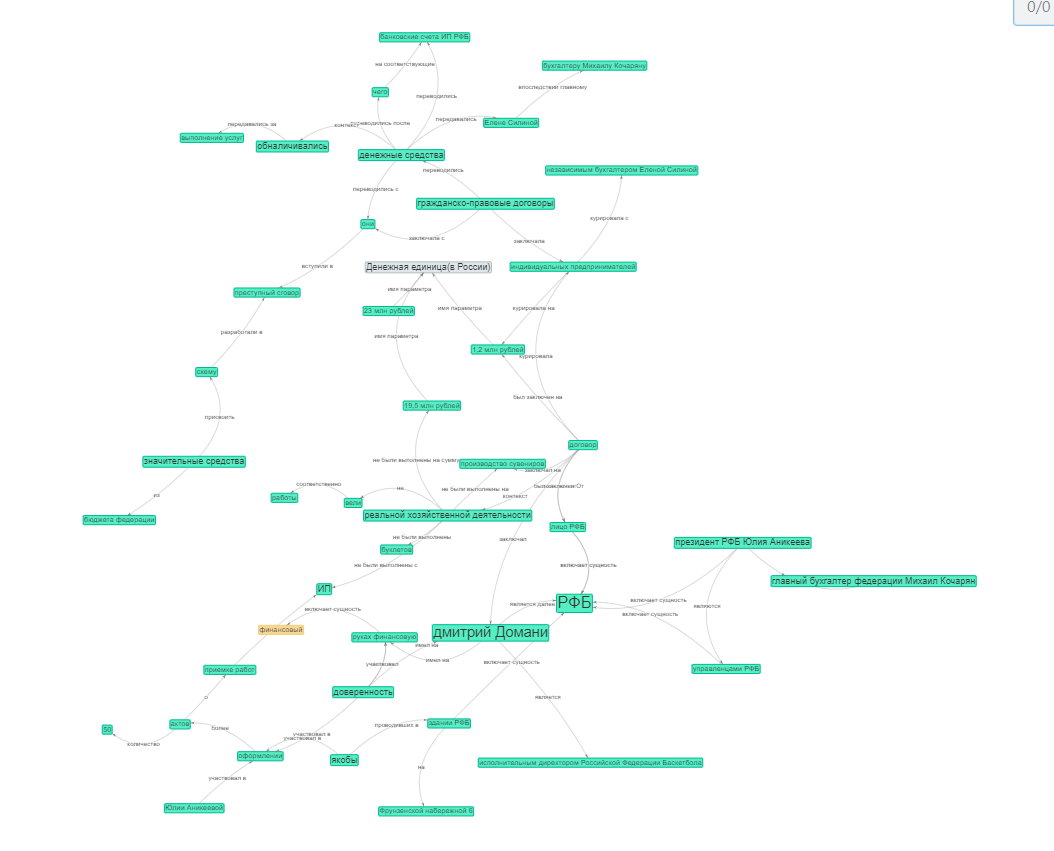 0/0
банковские счета ИП РФБ
на соответствующие
бухгалтеру Михаилу Кочаряну
впоследствии главному
чего
переводились
передавались за
контекст
переводились после
передавались
Елене Силиной
выполнение услуг
обналичивались
денежные средства
переводились
независимым бухгалтером Еленой Силиной
переводились с
гражданско-правовые договоры
курировала с
они
заключала с
заключала
вступили в
Денежная единица(в России)
индивидуальных предпринимателей
преступный сговор
имя параметра
23 млн рублей
имя параметра
курировала на
разработали в
имя параметра
1,2 млн рублей
курировала
схему
был заключен на
19,5 млн рублей
присвоить
договор
значительные средства
не были выполнены на сумму
производство сувениров
заключал на
соответственно
не
не были выполнены на
контекст
из
работы
вели
реальной хозяйственной деятельности
бюджета федерации
лицо РФБ
не были выполнены
заключал
президент РФБ Юлия Аникеева
буклетов
не были выполнены с
включает сущность
главный бухгалтер федерации Михаил Кочарян
ИП
включает сущность
является далее
РФБ
включает сущность
являются
включает сущность
финансовый
руках финансовую
дмитрий Домани
имел на
участвовал
имел на
включает сущность
приемке работ
управленцами РФБ
доверенность
о
является
50
актов
более
проводивших в
здании РФБ
количество
участвовал в
участвовал в
оформлении
якобы
исполнительным директором Российской Федерации Баскетбола
на
участвовал в
Юлии Аникеевой
Фрунзенской набережной 6